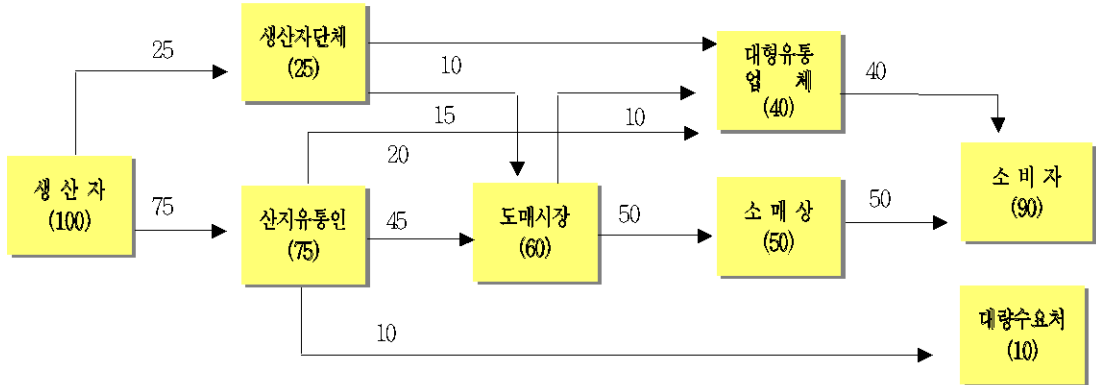 생산자단체
(25)
25
10
대형유통
업 체
(40)
40
15
10
20
생 산 자
(100)
75
산지유통인
(75)
45
도매시장
(60)
50
소 매 상
(50)
50
소 비 자
(90)
10
대량수요처
(10)